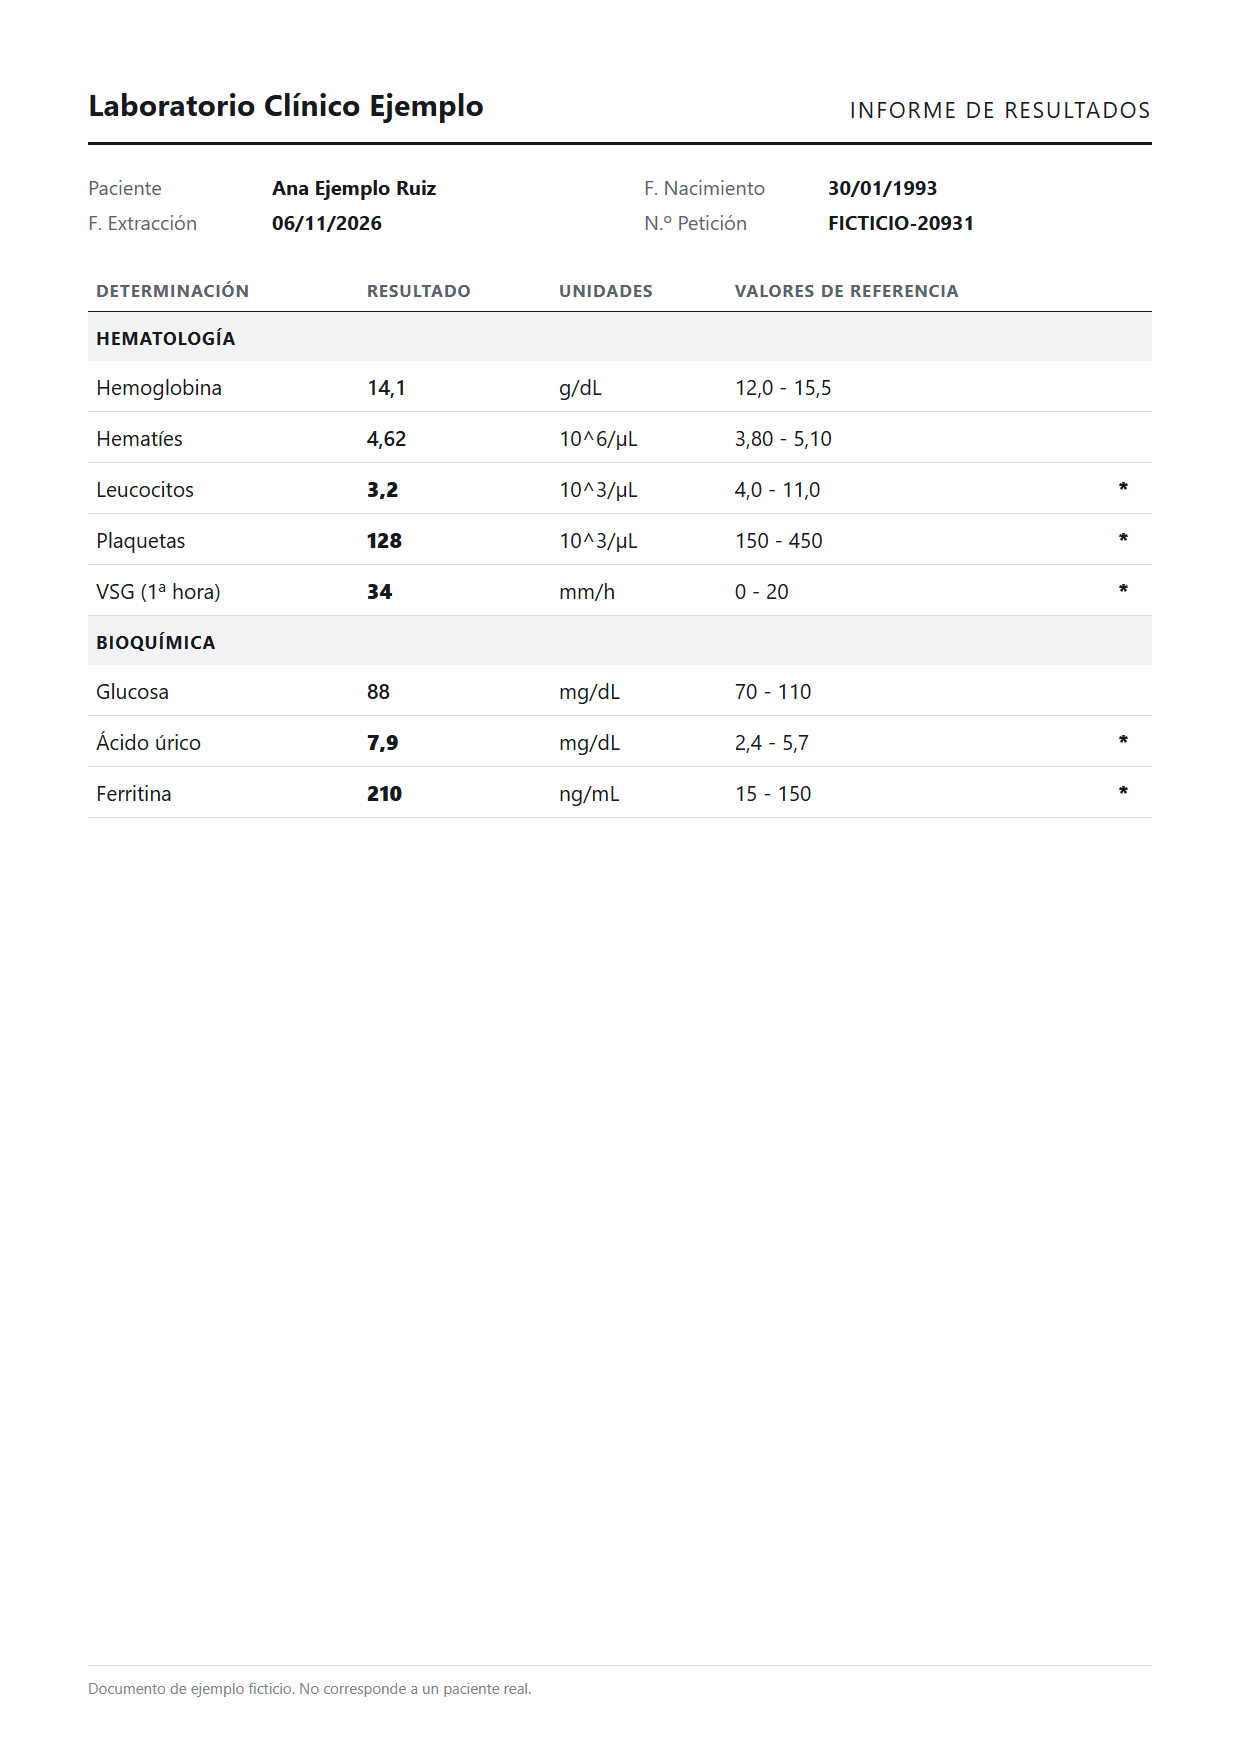 Laboratorio Clínico Ejemplo
INFORME DE RESULTADOS
Paciente Ana Ejemplo Ruiz F. Nacimiento 30/01/1993
F. Extracción 06/11/2026 N.º Petición FICTICIO-20931
DETERMINACIÓN RESULTADO UNIDADES VALORES DE REFERENCIA
HEMATOLOGÍA
Hemoglobina 14,1 g/dL 12,0 - 15,5
Hematíes 4,62 10^6/µL 3,80 - 5,10
Leucocitos 3,2 10^3/µL 4,0 - 11,0 *
Plaquetas 128 10^3/µL 150 - 450 *
VSG (1ª hora) 34 mm/h 0 - 20 *
BIOQUÍMICA
Glucosa 88 mg/dL 70 - 110
Ácido úrico 7,9 mg/dL 2,4 - 5,7 *
Ferritina 210 ng/mL 15 - 150 *
Documento de ejemplo ficticio. No corresponde a un paciente real.